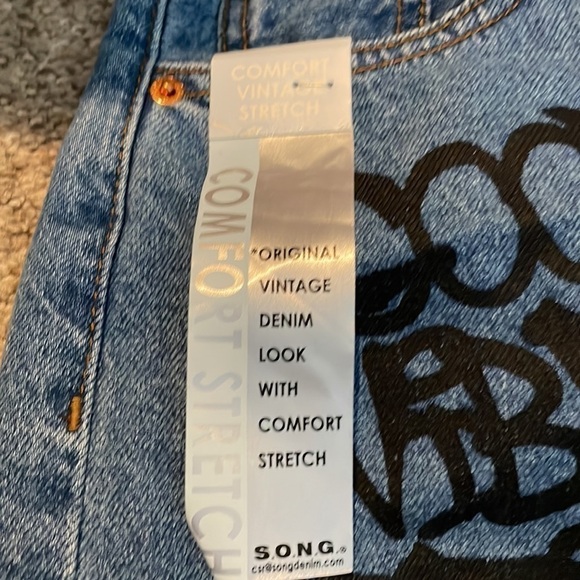 COMFORT
VINTAGE
STRETCH
COMFORT STRETCH
*ORIGINAL
VINTAGE
DENIM
LOOK
WITH
COMFORT
STRETCH
S.O.N.G.®
csr@songdenim.com